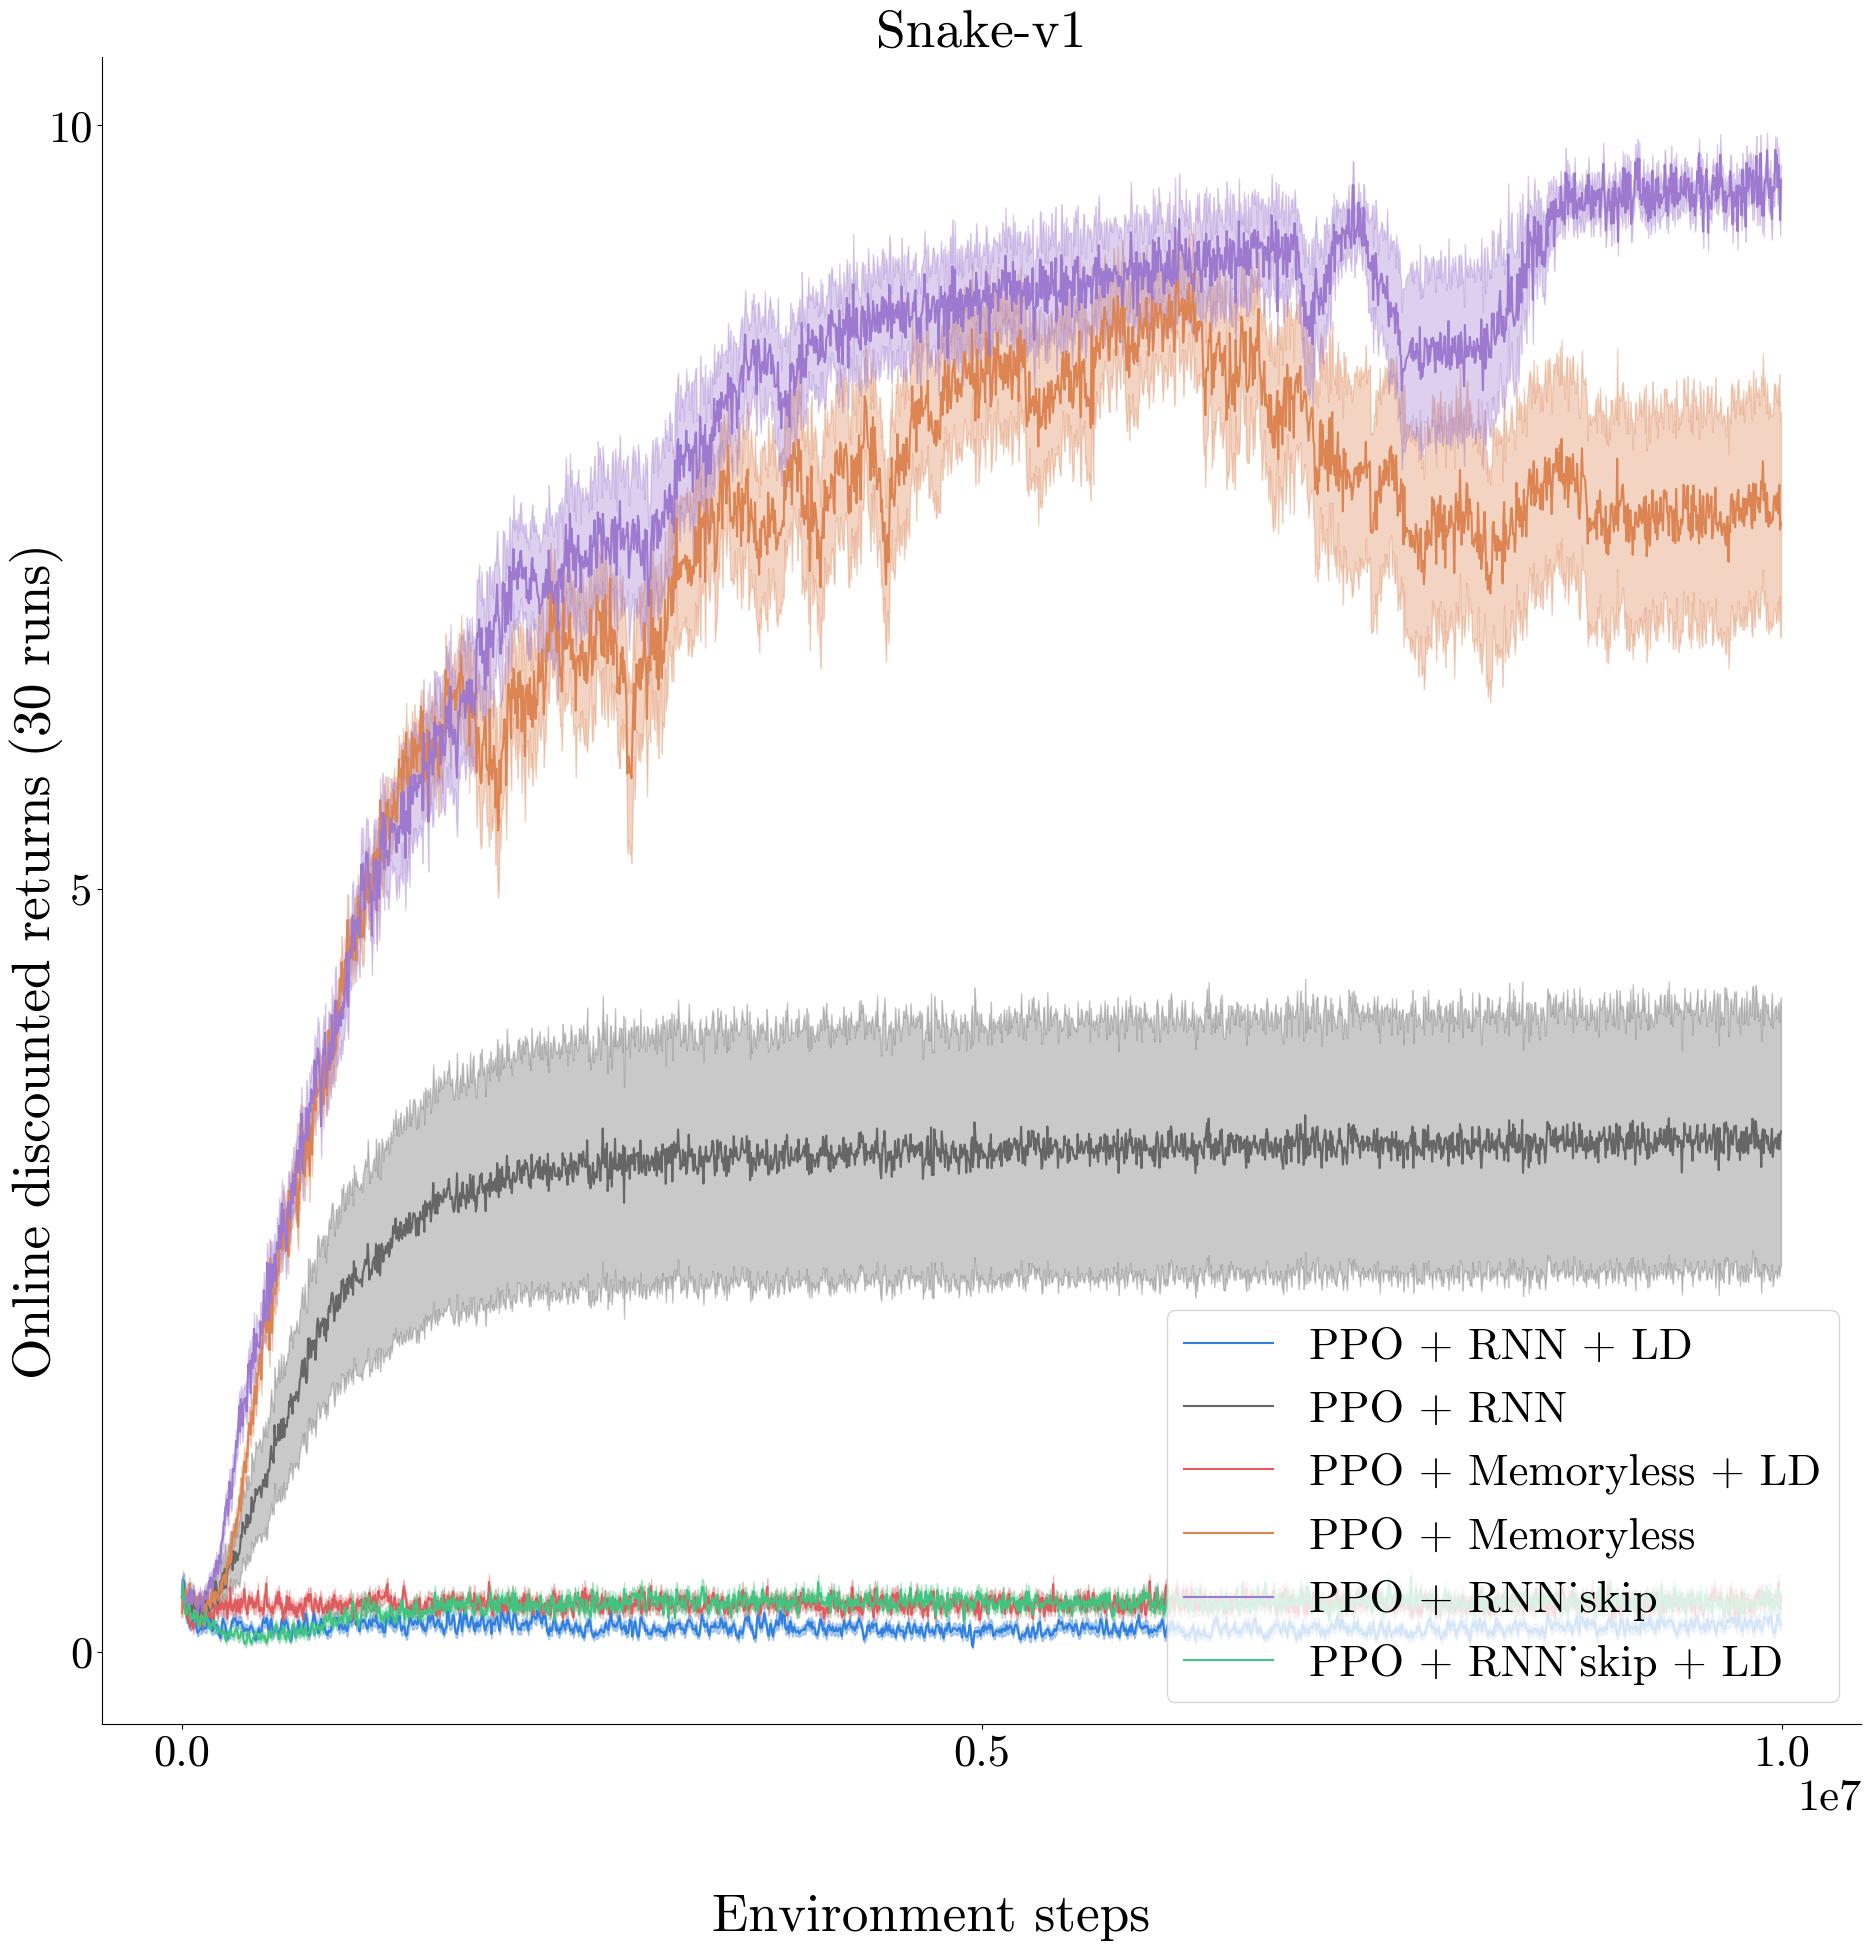 Snake-v1
10
5
0
Online discounted returns (30 runs)
PPO + RNN + LD
PPO + RNN
PPO + Memoryless + LD
PPO + Memoryless
PPO + RNN˙skip
PPO + RNN˙skip + LD
0.0
0.5
1.0
1e7
Environment steps